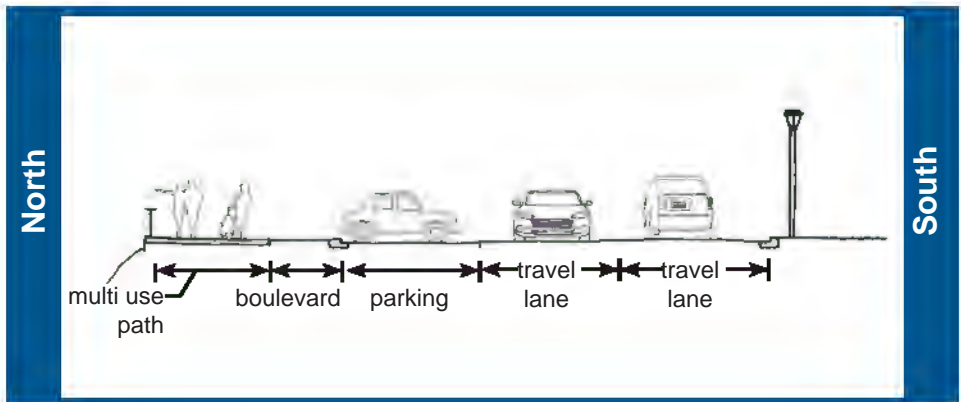 North
multi use
path
boulevard
parking
travel
lane
travel
lane
South